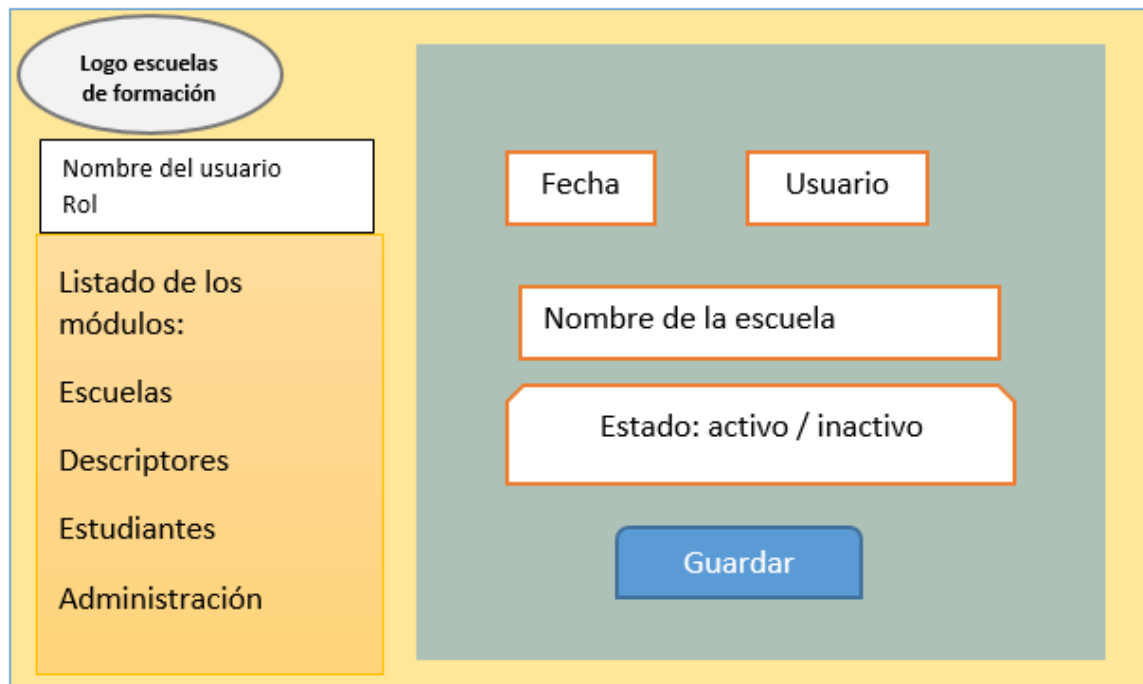 Logo escuelas
de formación
Nombre del usuario
Rol
Listado de los
módulos:
Escuelas
Descriptores
Estudiantes
Administración
Fecha
Usuario
Nombre de la escuela
Estado: activo / inactivo
Guardar